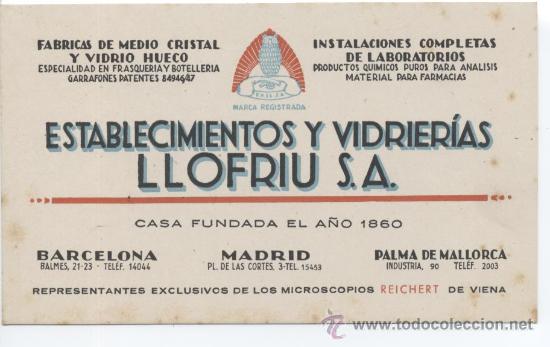 FABRICAS DE MEDIO CRISTAL
Y VIDRIO HUECO
ESPECIALIDAD EN FRASQUERIA Y BOTELLERIA
GARRAFONES PATENTES 84946/47
MARCA REGISTRADA
INSTALACIONES COMPLETAS
DE LABORATORIOS
PRODUCTOS QUIMICOS PUROS PARA ANALISIS
MATERIAL PARA FARMACIAS
ESTABLECIMIENTOS Y VIDRIERÍAS
LLOFRIU S.A.
CASA FUNDADA EL AÑO 1860
BARCELONA
BALMES, 21-23 - TELÉF. 14044
MADRID
PL. DE LAS CORTES, 3-TEL. 15453
PALMA DE MALLORCA
INDUSTRIA, 90 TELÉF. 2003
REPRESENTANTES EXCLUSIVOS DE LOS MICROSCOPIOS REICHERT DE VIENA
www.todocoleccion.net